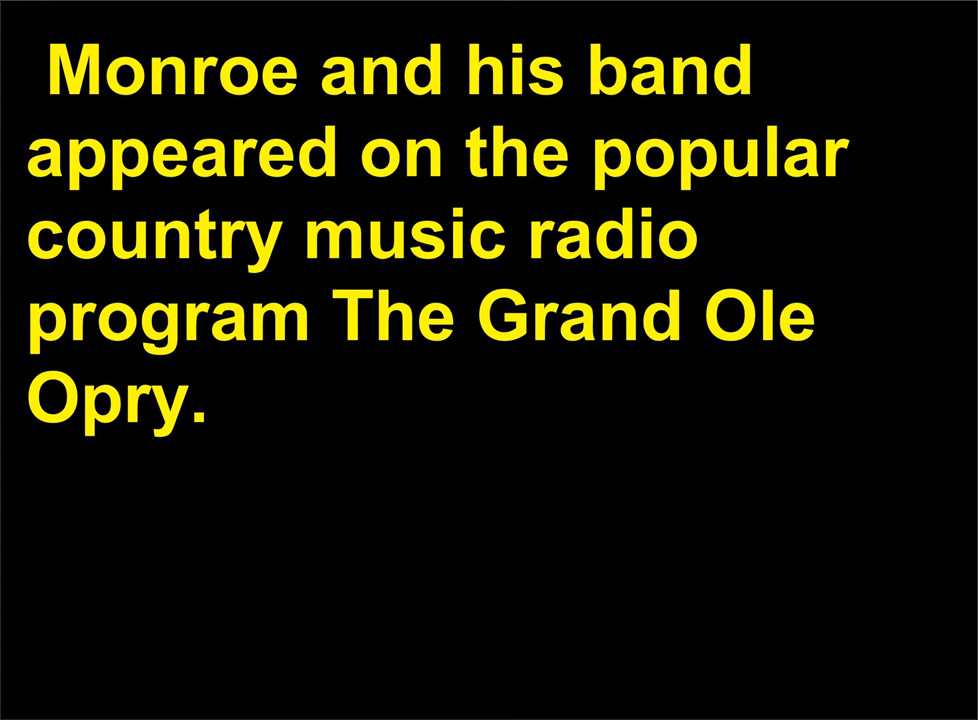 Monroe and his band
appeared on the popular
country music radio
program The Grand Ole
Opry.